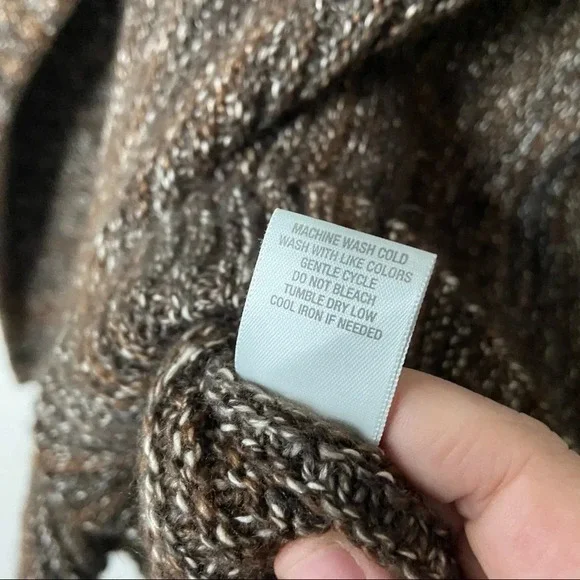 MACHINE WASH COLD
WASH WITH LIKE COLORS
GENTLE CYCLE
DO NOT BLEACH
TUMBLE DRY LOW
COOL IRON IF NEEDED